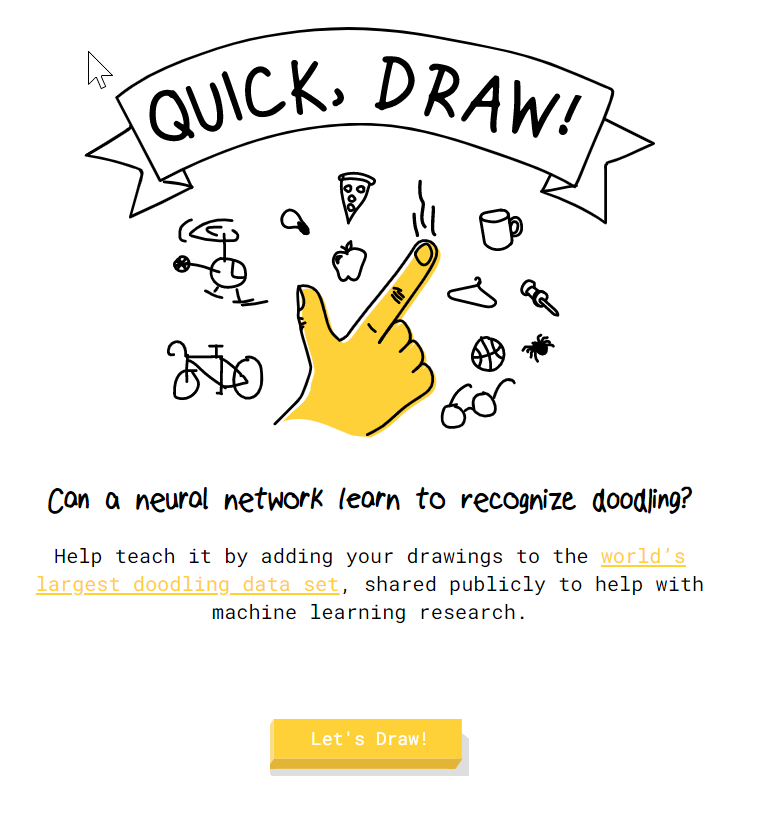 QUICK, DRAW!
Can a neural network learn to recognize doodling?
Help teach it by adding your drawings to the world's
largest doodling data set, shared publicly to help with
machine learning research.
Let's Draw!